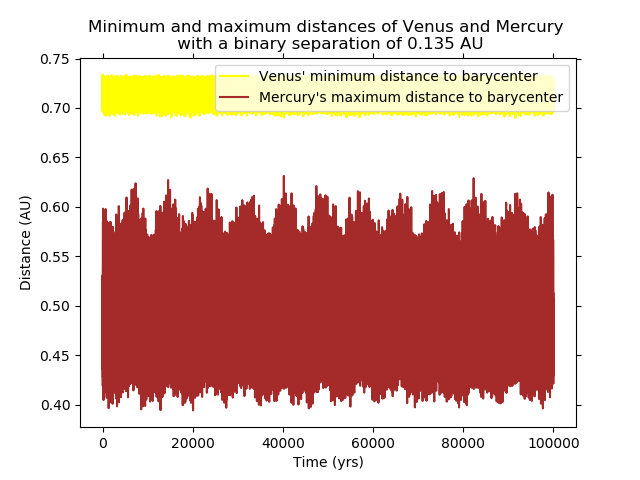 Minimum and maximum distances of Venus and Mercury
with a binary separation of 0.135 AU
Venus' minimum distance to barycenter
Mercury's maximum distance to barycenter
Distance (AU)
0.75
0.70
0.65
0.60
0.55
0.50
0.45
0.40
0
20000
40000
60000
80000
100000
Time (yrs)